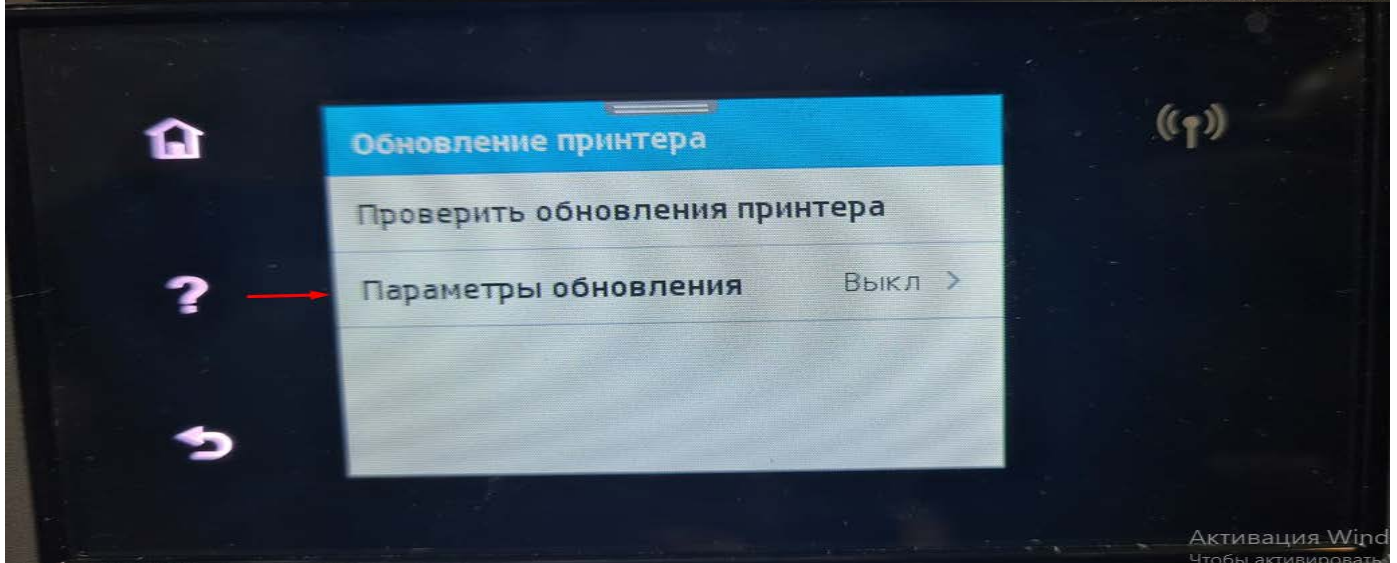 Обновление принтера
Проверить обновления принтера
Параметры обновления Выкл >
Активация Wind
Чтобы активировать